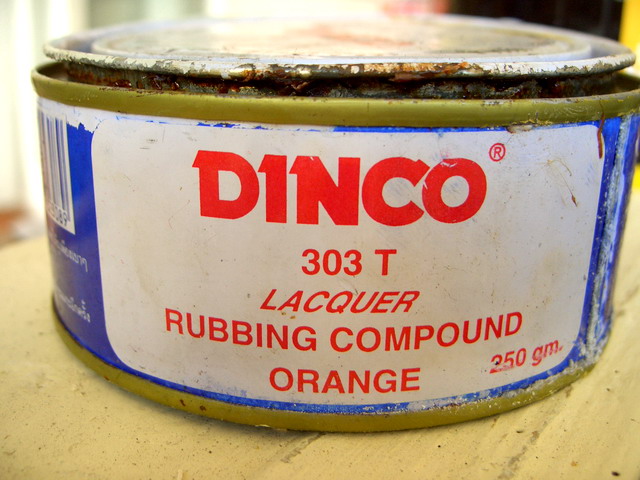 DINCO®
303 T
LACQUER
RUBBING COMPOUND
ORANGE
250 gm.